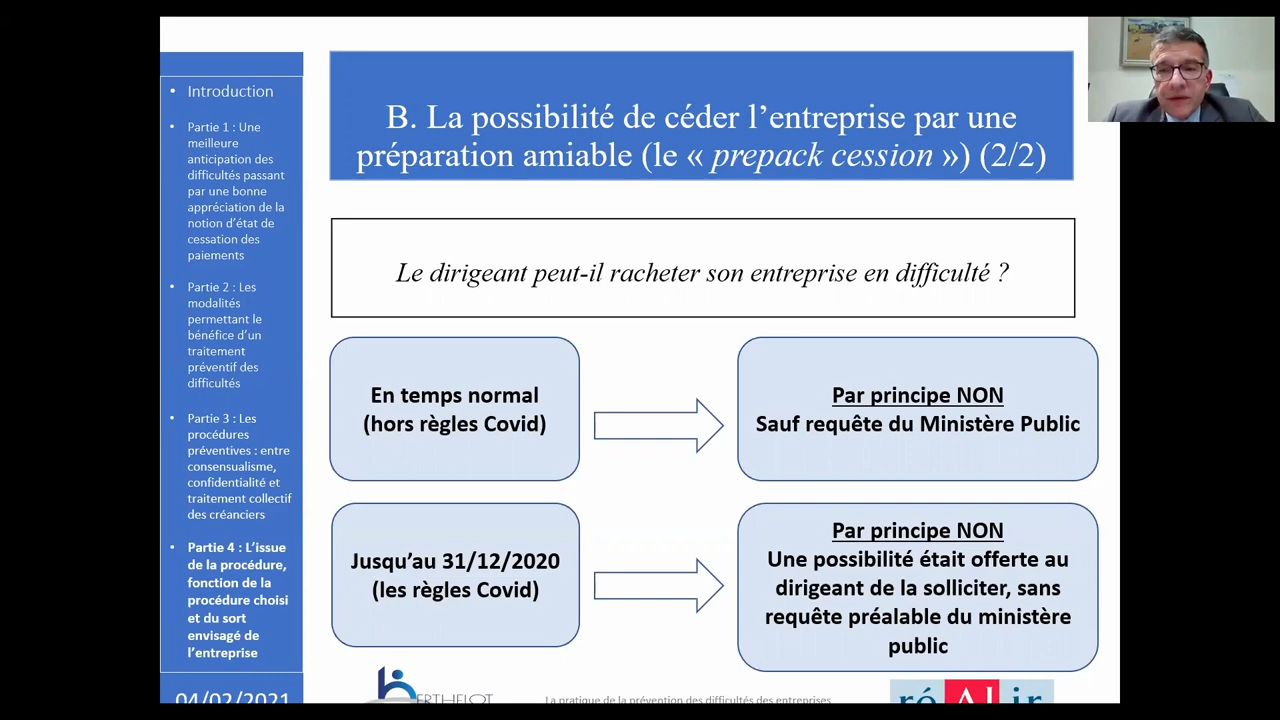 • Introduction
• Partie 1 : Une
meilleure
anticipation des
difficultés passant
par une bonne
appréciation de la
notion d’état de
cessation des
paiements
• Partie 2 : Les
modalités
permettant le
bénéfice d’un
traitement
préventif des
difficultés
• Partie 3 : Les
procédures
préventives : entre
consensualisme,
confidentialité et
traitement collectif
des créanciers
• Partie 4 : L’issue
de la procédure,
fonction de la
procédure choisi
et du sort
envisagé de
l’entreprise
04/02/2021
B. La possibilité de céder l’entreprise par une
préparation amiable (le « prepack cession ») (2/2)
Le dirigeant peut-il racheter son entreprise en difficulté ?
En temps normal
(hors règles Covid)
Par principe NON
Sauf requête du Ministère Public
Jusqu’au 31/12/2020
(les règles Covid)
Par principe NON
Une possibilité était offerte au
dirigeant de la solliciter, sans
requête préalable du ministère
public
BERTHELOT
La pratique de la prévention des difficultés des entreprises
réAlir